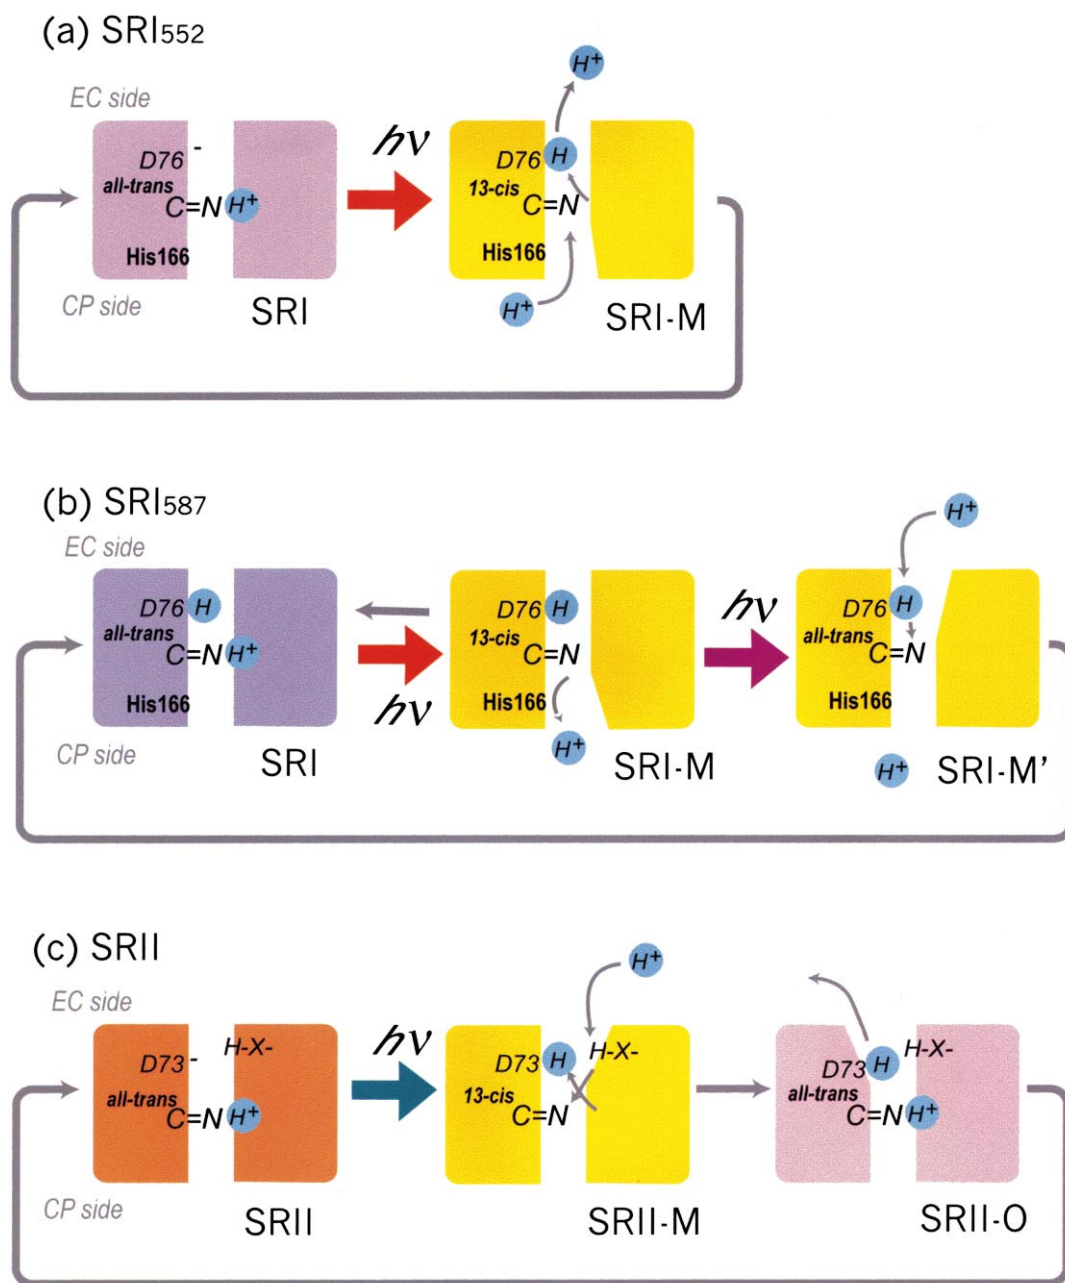 (a) SRI552
EC side
D76 -
all-trans
C=N H+
His166
CP side
SRI
hν
H+
D76 H
13-cis
C=N
His166
H+
SRI-M
(b) SRI587
EC side
D76 H
all-trans
C=N H+
His166
CP side
SRI
hν
D76 H
13-cis
C=N
His166
H+
SRI-M
hν
H+
D76 H
all-trans
C=N
His166
H+
SRI-M'
(c) SRII
EC side
D73 -
H-X-
all-trans
C=N H+
CP side
SRII
hν
H+
D73 H
H-X-
13-cis
C=N
SRII-M
D73 H
H-X-
all-trans
C=N H+
SRII-O